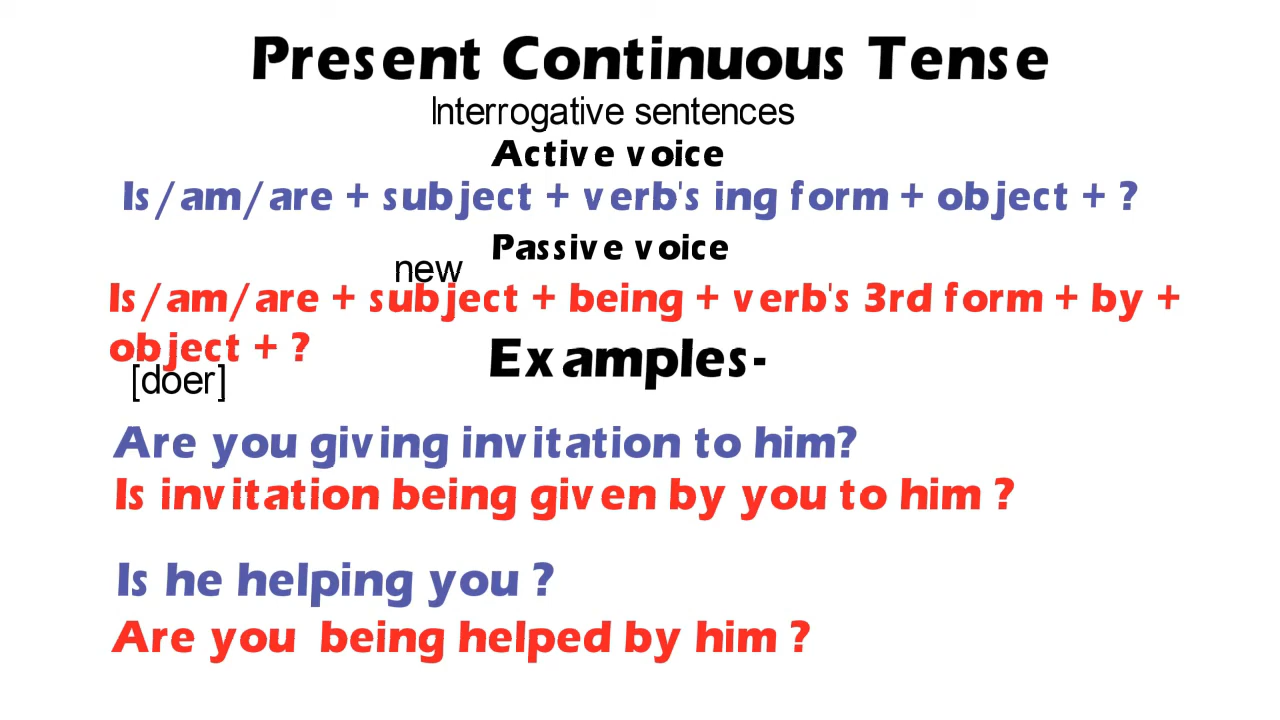 Present Continuous Tense
Interrogative sentences
Active voice
Is/am/are + subject + verb's ing form + object + ?
Passive voice
new
Is/am/are + subject + being + verb's 3rd form + by +
object + ?
Examples-
[doer]
Are you giving invitation to him?
Is invitation being given by you to him ?
Is he helping you ?
Are you being helped by him ?